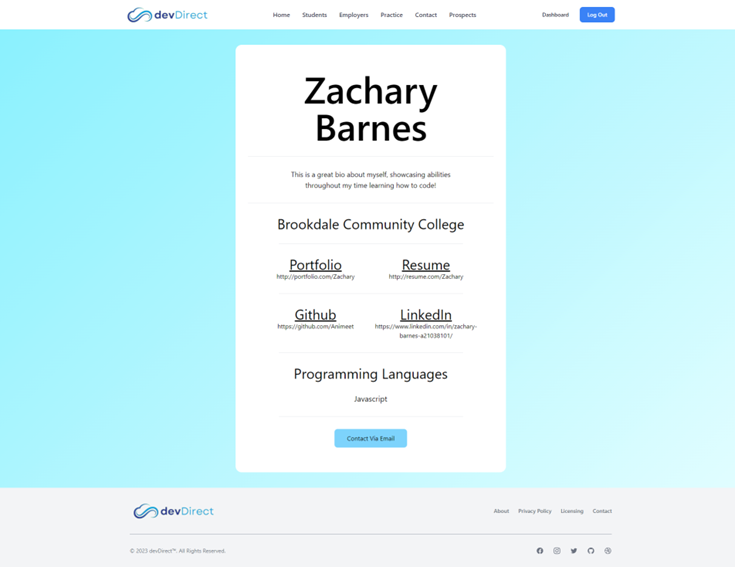 devDirect
Home Students Employers Practice Contact Prospects
Dashboard Log Out
Zachary
Barnes
This is a great bio about myself, showcasing abilities
throughout my time learning how to code!
Brookdale Community College
Portfolio
http://portfolio.com/Zachary
Resume
http://resume.com/Zachary
Github
https://github.com/Animeet
LinkedIn
https://www.linkedin.com/in/zachary-
barnes-a21038101/
Programming Languages
Javascript
Contact Via Email
devDirect
About Privacy Policy Licensing Contact
© 2023 devDirect™. All Rights Reserved.